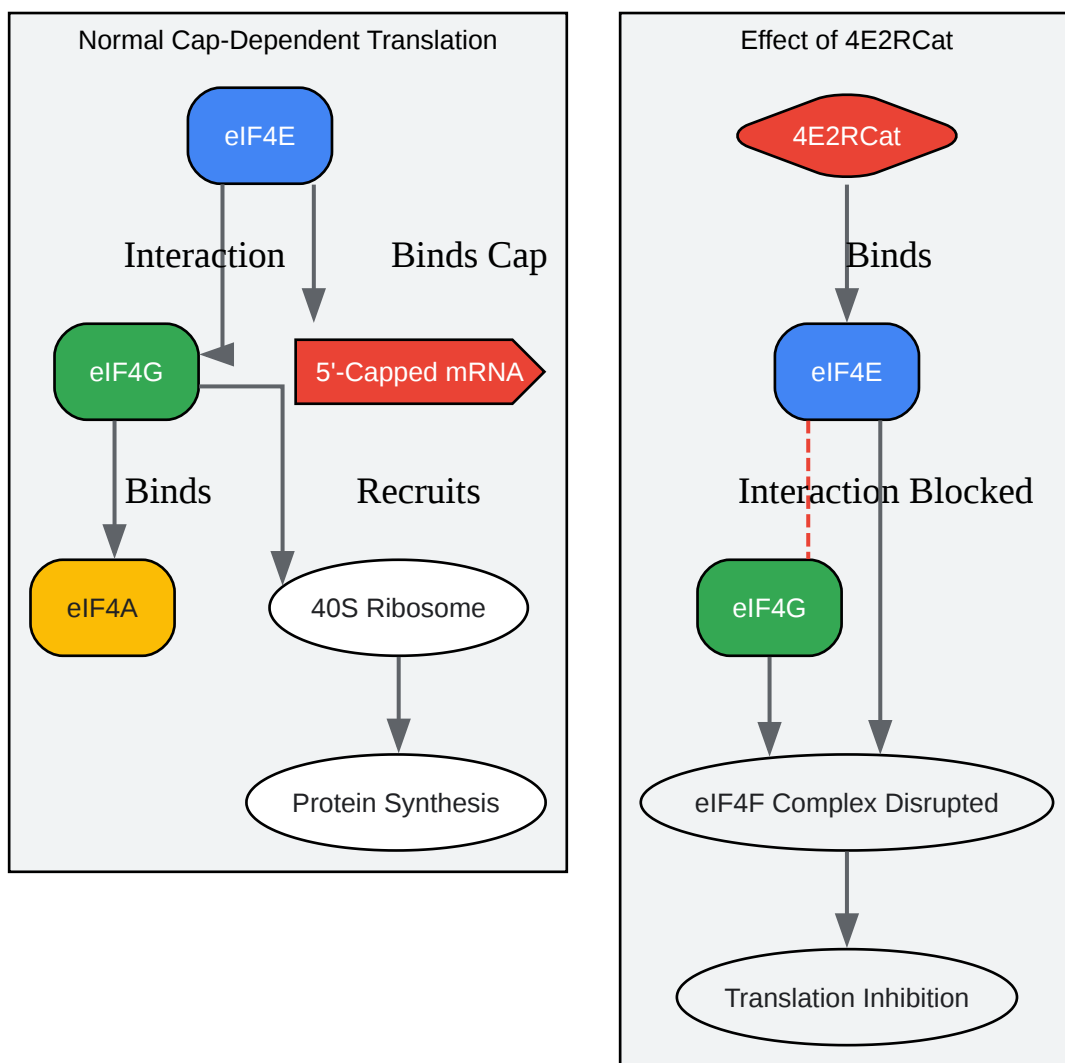 Normal Cap-Dependent Translation
eIF4E
Interaction
Binds Cap
eIF4G
5'-Capped mRNA
Binds
Recruits
eIF4A
40S Ribosome
Protein Synthesis
Effect of 4E2RCat
4E2RCat
Binds
eIF4E
Interaction Blocked
eIF4G
eIF4F Complex Disrupted
Translation Inhibition